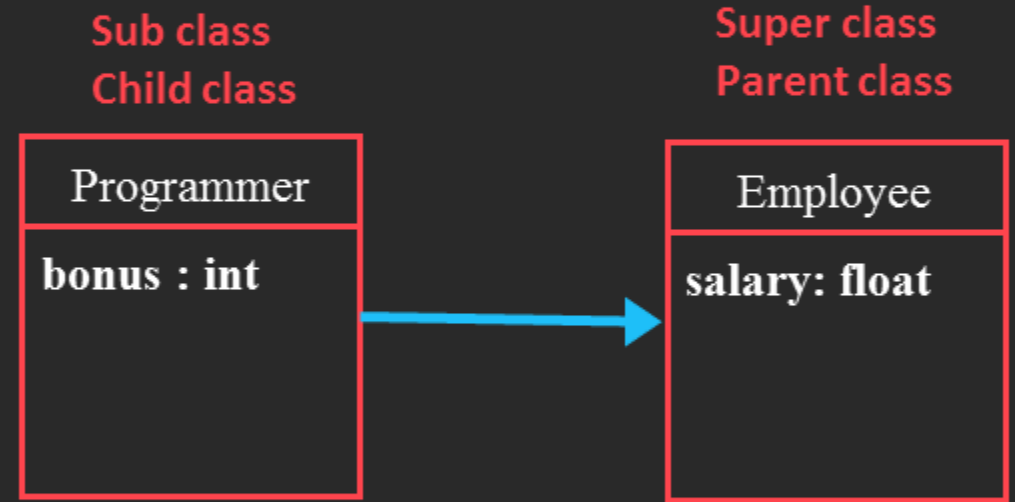 Sub class
Child class
Programmer
bonus : int
Super class
Parent class
Employee
salary: float